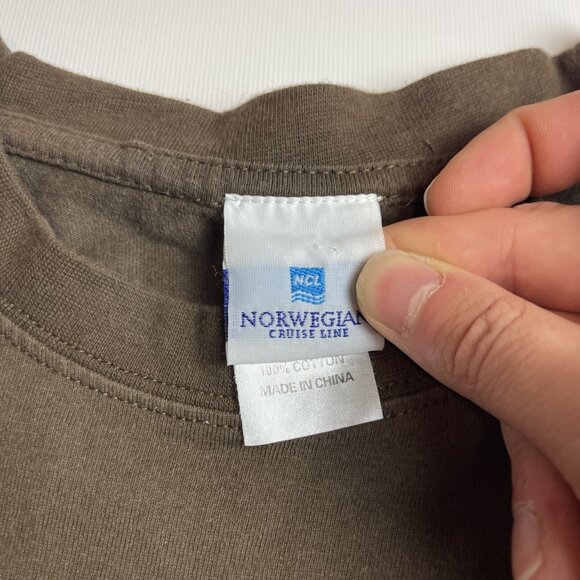 NCL
NORWEGIAN
CRUISE LINE
100% COTTON
MADE IN CHINA